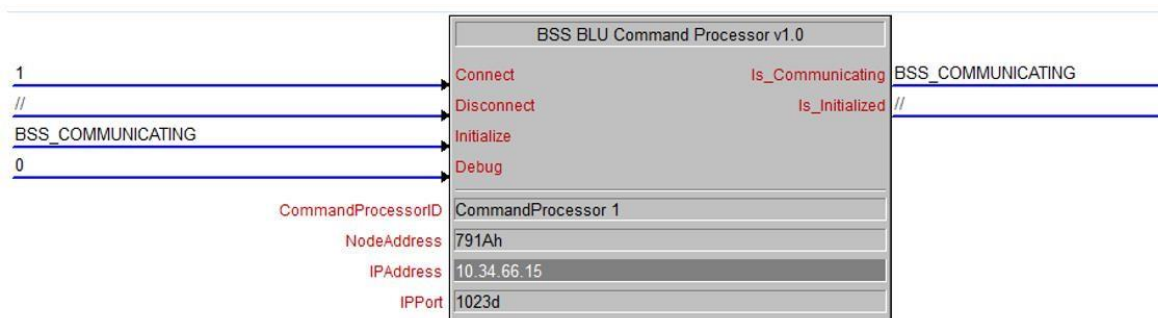 BSS BLU Command Processor v1.0
1 Connect Is_Communicating BSS_COMMUNICATING
// Disconnect Is_Initialized //
BSS_COMMUNICATING Initialize
0 Debug
CommandProcessorID CommandProcessor 1
NodeAddress 791Ah
IPAddress 10.34.66.15
IPPort 1023d